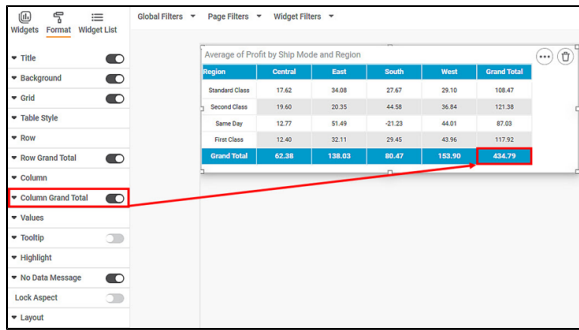 Widgets Format Widget List
Global Filters Page Filters Widget Filters
Title
Background
Grid
Table Style
Row
Row Grand Total
Column
Column Grand Total
Values
Tooltip
Highlight
No Data Message
Lock Aspect
Layout
Average of Profit by Ship Mode and Region
Region Central East South West Grand Total
Standard Class 17.62 34.08 27.67 29.10 108.47
Second Class 19.60 20.35 44.58 36.84 121.38
Same Day 12.77 51.49 -21.23 44.01 87.03
First Class 12.40 32.11 29.45 43.96 117.92
Grand Total 62.38 138.03 80.47 153.90 434.79